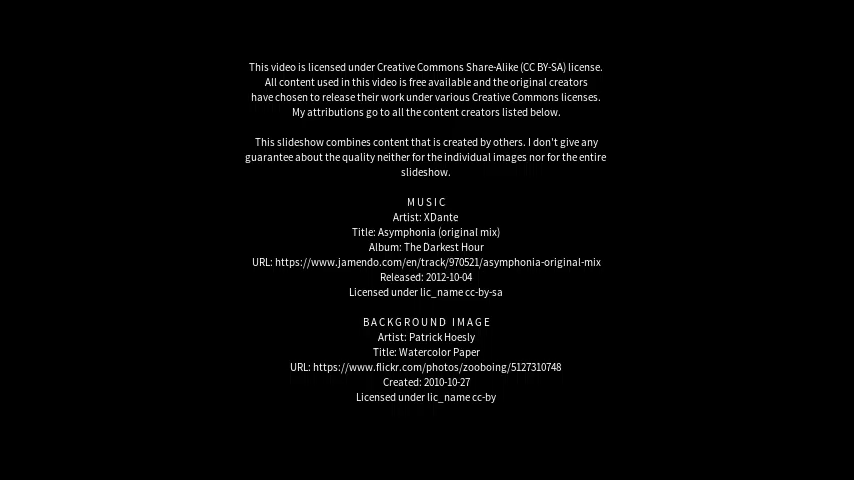 This video is licensed under Creative Commons Share-Alike (CC BY-SA) license.
All content used in this video is free available and the original creators
have chosen to release their work under various Creative Commons licenses.
My attributions go to all the content creators listed below.
This slideshow combines content that is created by others. I don't give any
guarantee about the quality neither for the individual images nor for the entire
slideshow.
MUSIC
Artist: XDante
Title: Asymphonia (original mix)
Album: The Darkest Hour
URL: https://www.jamendo.com/en/track/970521/asymphonia-original-mix
Released: 2012-10-04
Licensed under lic_name cc-by-sa
BACKGROUND IMAGE
Artist: Patrick Hoesly
Title: Watercolor Paper
URL: https://www.flickr.com/photos/zooboing/5127310748
Created: 2010-10-27
Licensed under lic_name cc-by